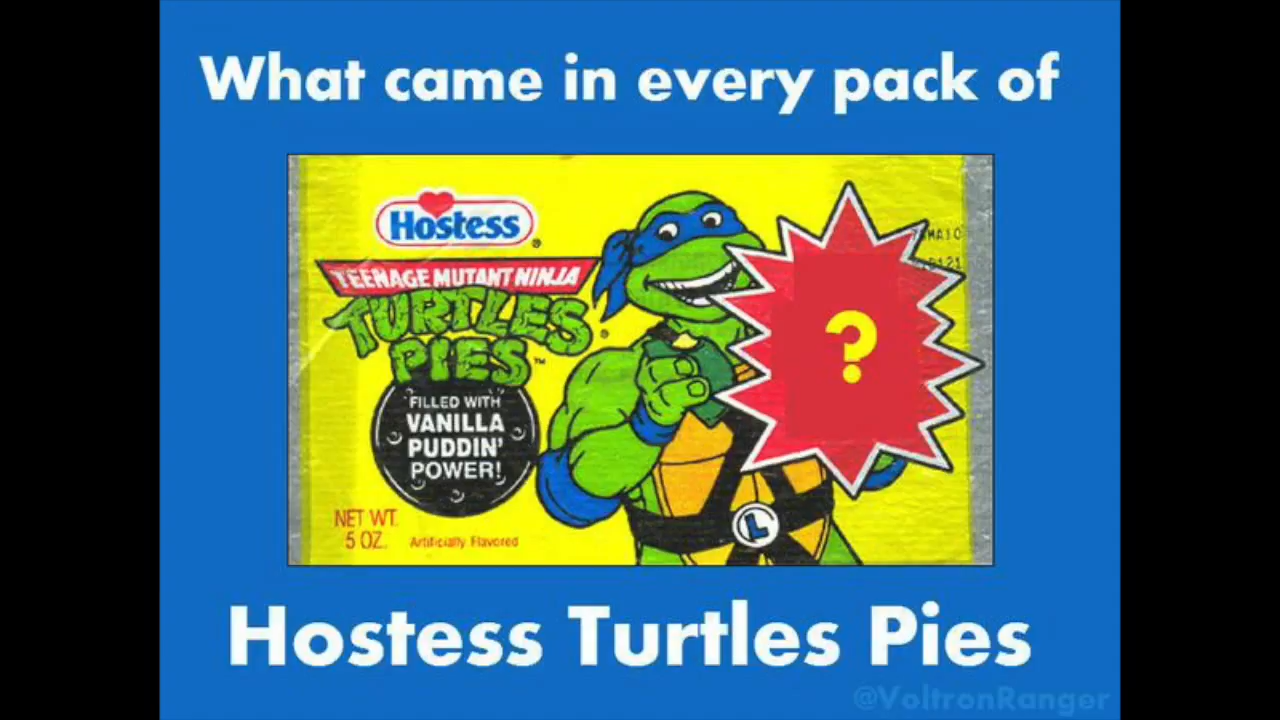 What came in every pack of
Hostess®
TEENAGE MUTANT NINJA
TURTLES®
PIES™
FILLED WITH
VANILLA
PUDDIN'
POWER!
NET WT.
5 OZ.
Artificially Flavored
?
L
Hostess Turtles Pies
@VoltronRanger